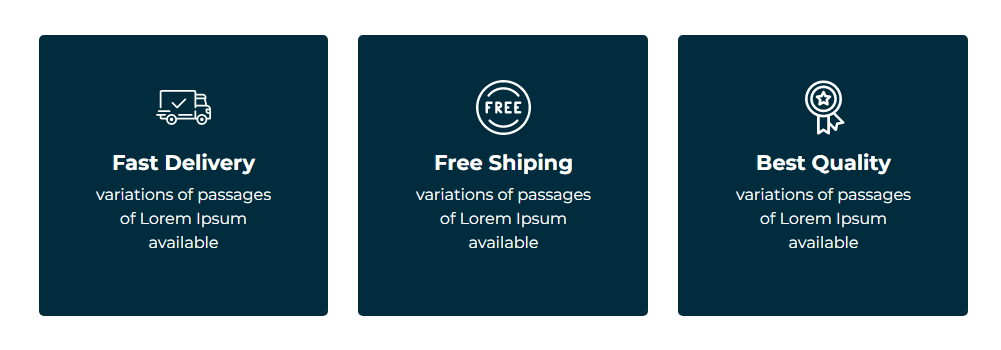 Fast Delivery
variations of passages
of Lorem Ipsum
available
FREE
Free Shiping
variations of passages
of Lorem Ipsum
available
Best Quality
variations of passages
of Lorem Ipsum
available